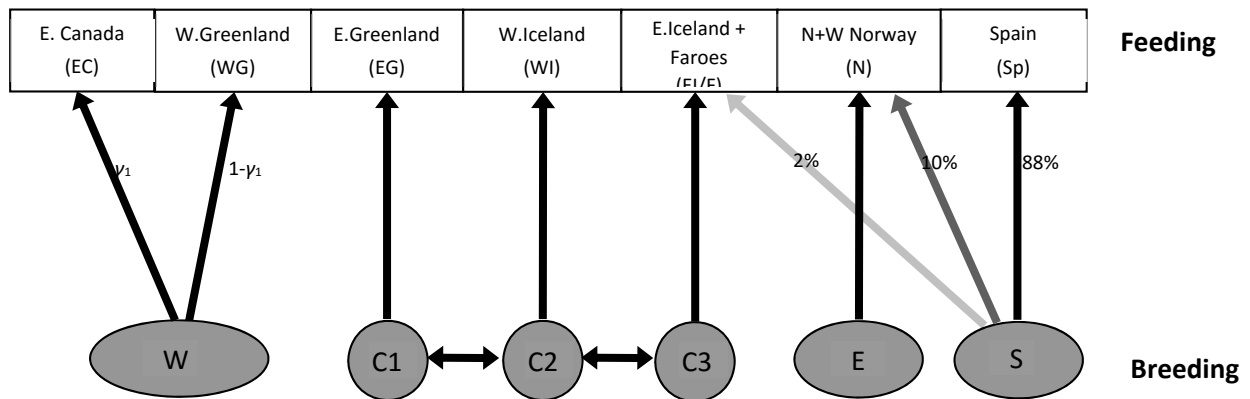 E. Canada
(EC)
W.Greenland
(WG)
E.Greenland
(EG)
W.Iceland
(WI)
E.Iceland +
Faroes
(EI/F)
N+W Norway
(N)
Spain
(Sp)
Feeding
γ₁
1-γ₁
2%
10%
88%
W
C1
C2
C3
E
S
Breeding